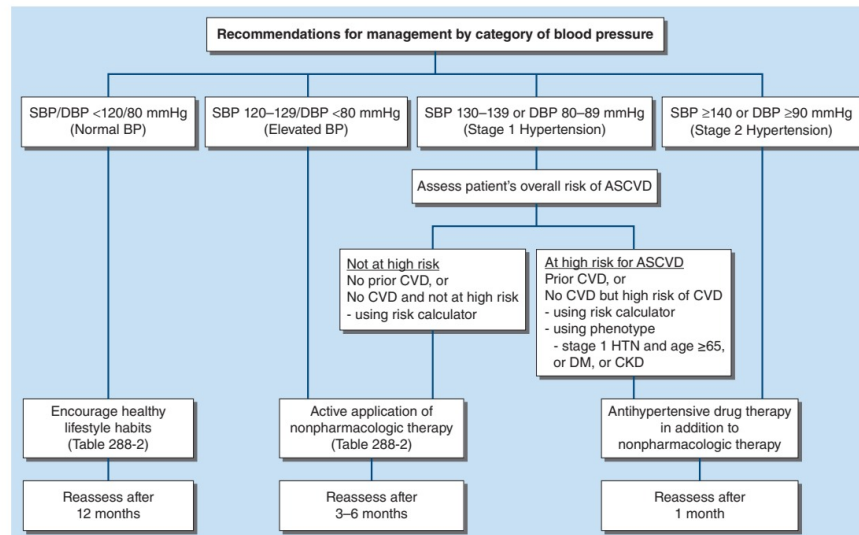 Recommendations for management by category of blood pressure
SBP/DBP <120/80 mmHg
(Normal BP)
SBP 120–129/DBP <80 mmHg
(Elevated BP)
SBP 130–139 or DBP 80–89 mmHg
(Stage 1 Hypertension)
SBP ≥140 or DBP ≥90 mmHg
(Stage 2 Hypertension)
Assess patient's overall risk of ASCVD
Not at high risk
No prior CVD, or
No CVD and not at high risk
- using risk calculator
At high risk for ASCVD
Prior CVD, or
No CVD but high risk of CVD
- using risk calculator
- using phenotype
- stage 1 HTN and age ≥65,
or DM, or CKD
Encourage healthy
lifestyle habits
(Table 288-2)
Active application of
nonpharmacologic therapy
(Table 288-2)
Antihypertensive drug therapy
in addition to
nonpharmacologic therapy
Reassess after
12 months
Reassess after
3–6 months
Reassess after
1 month